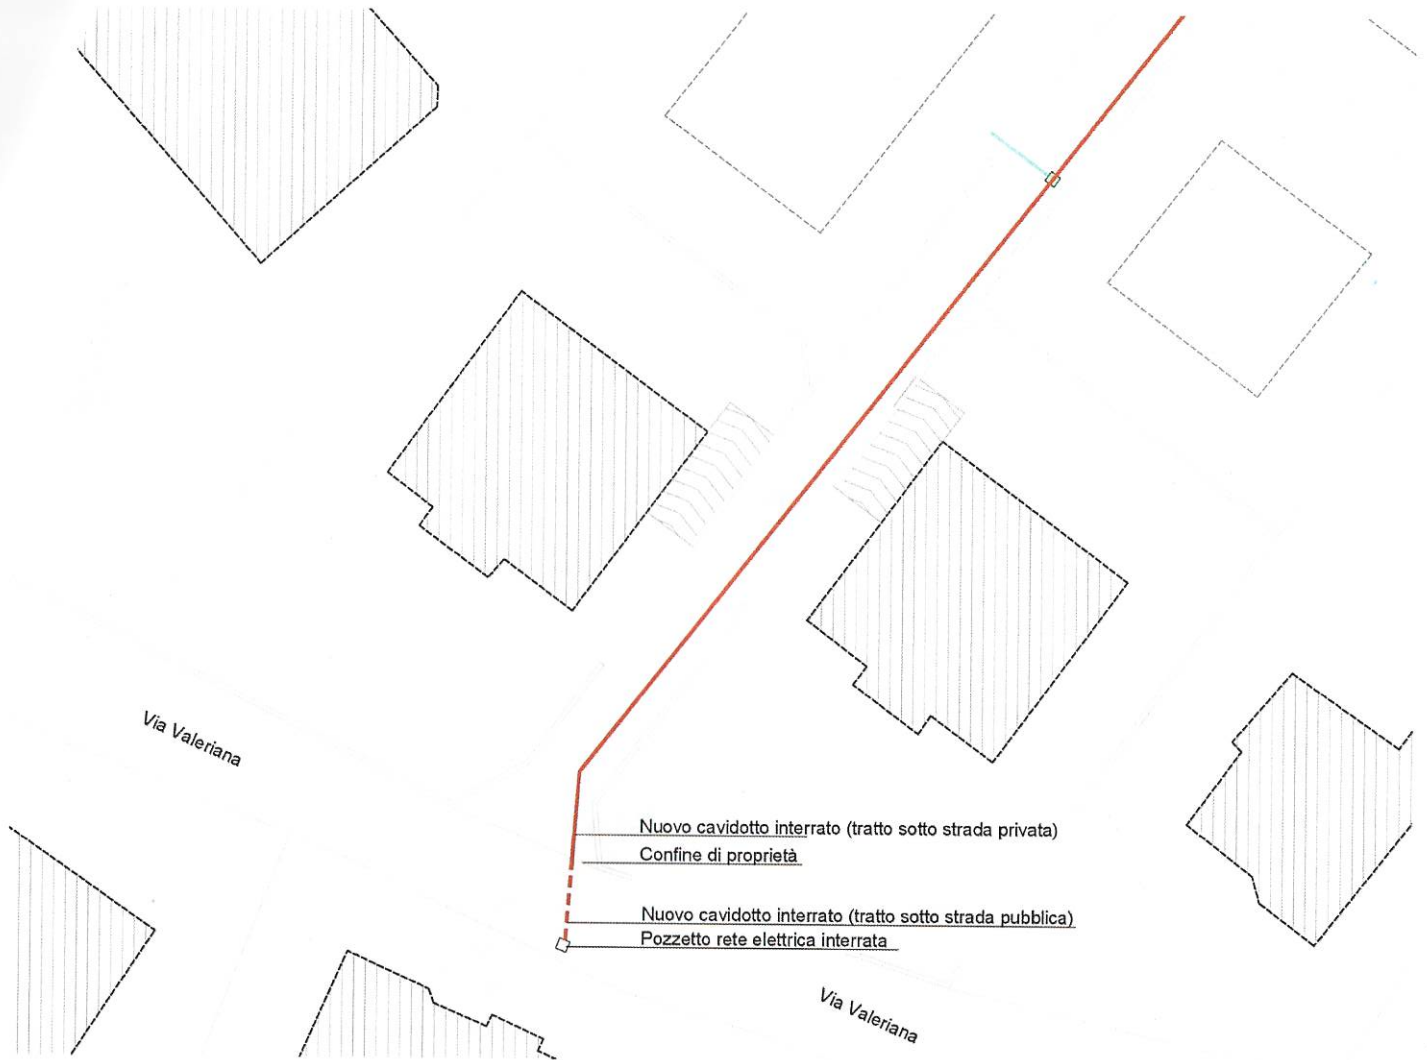 Via Valeriana
Nuovo cavidotto interrato (tratto sotto strada privata)
Confine di proprietà
Nuovo cavidotto interrato (tratto sotto strada pubblica)
Pozzetto rete elettrica interrata
Via Valeriana